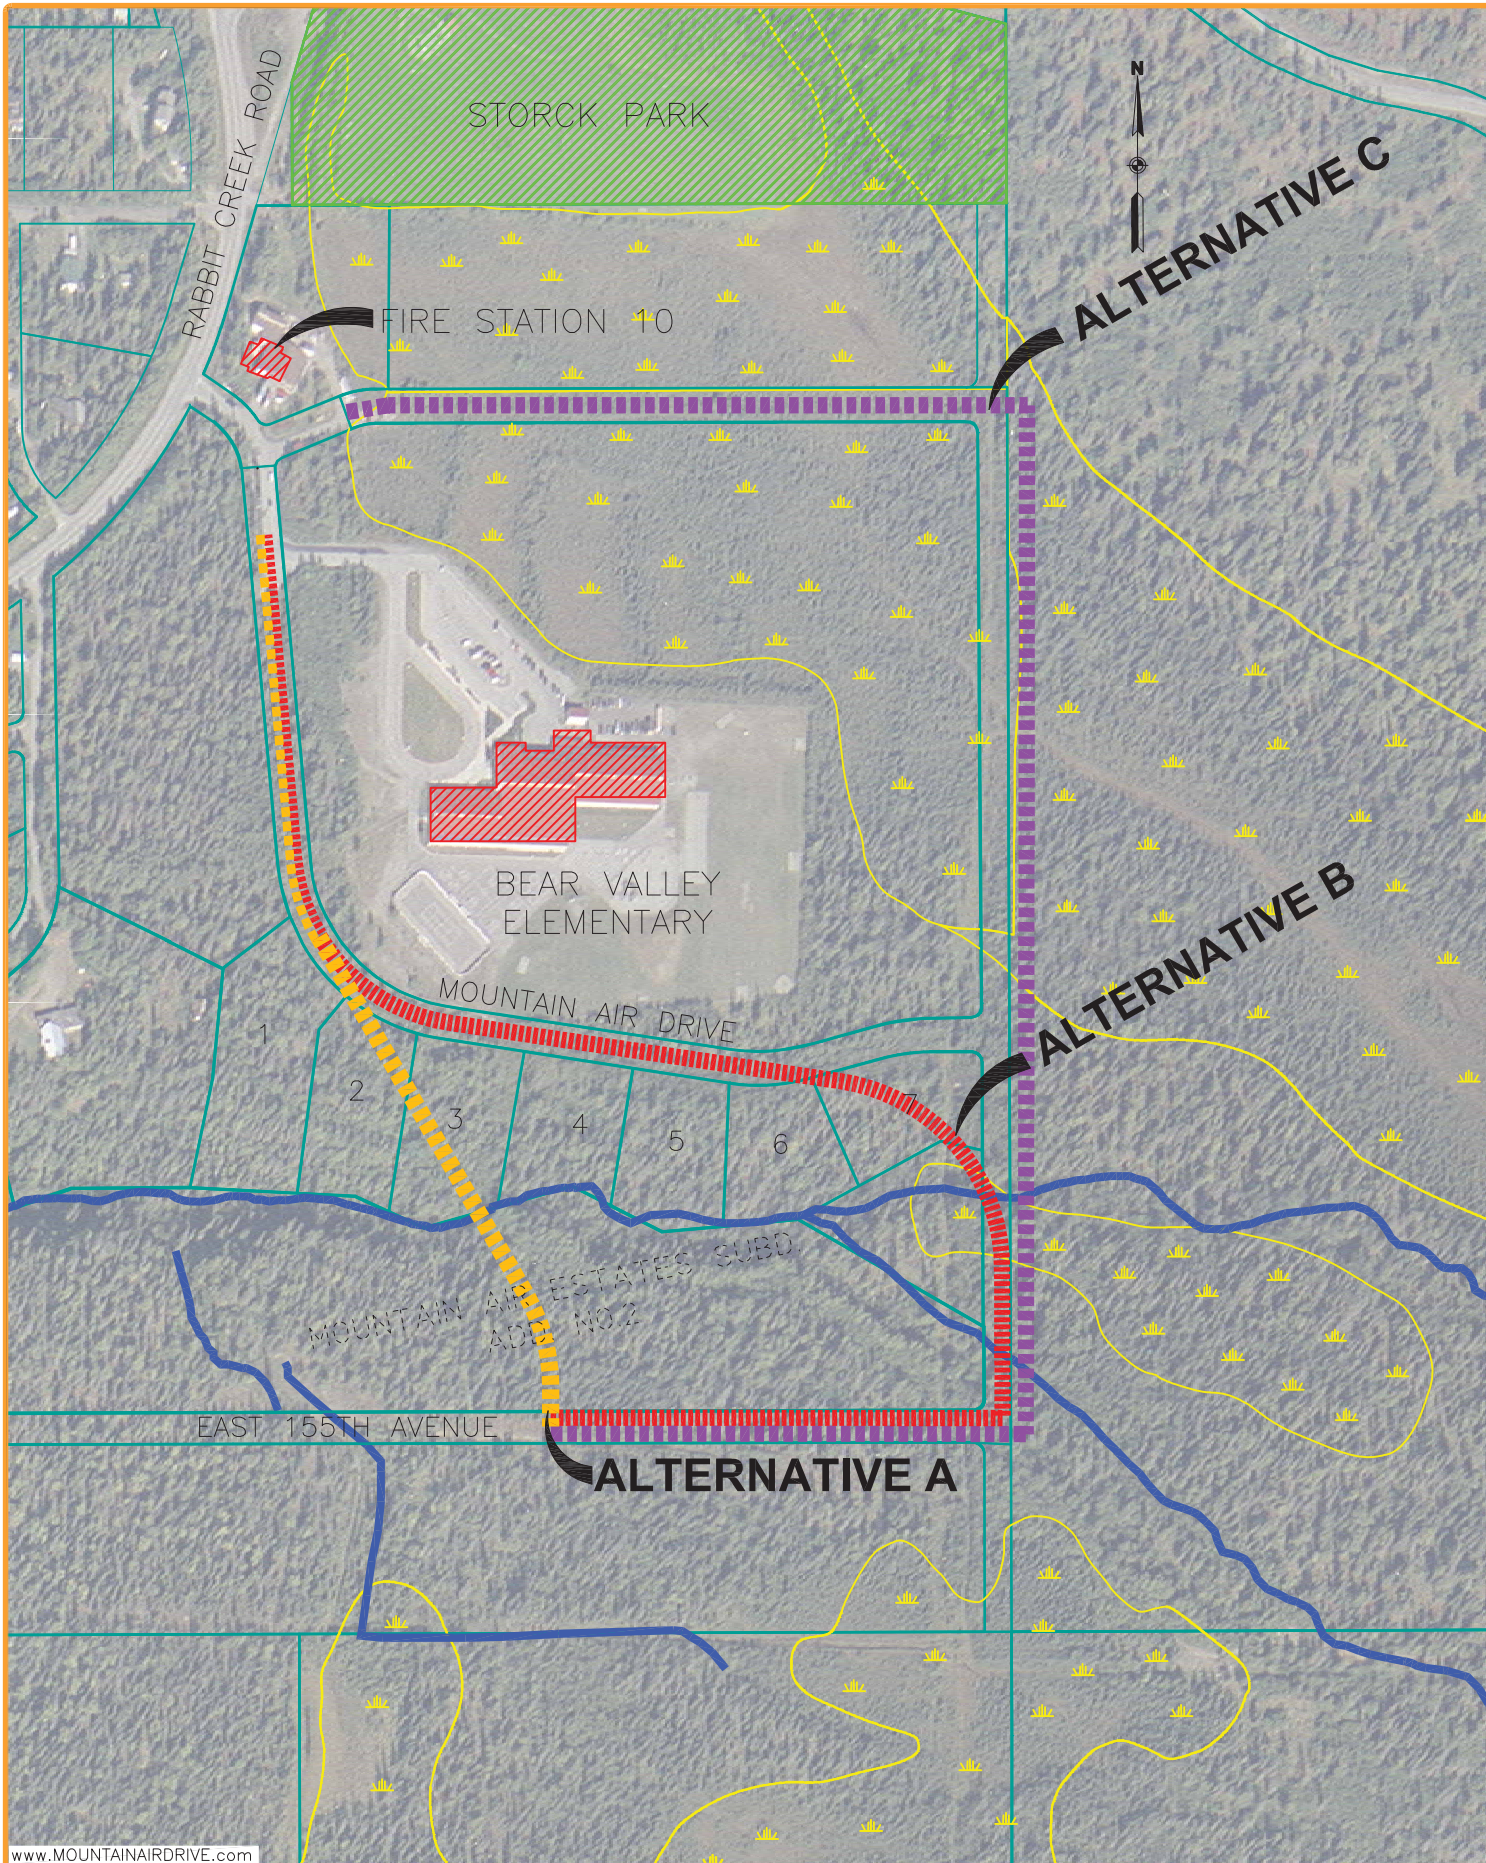 N
STORCK PARK
RABBIT CREEK ROAD
ALTERNATIVE C
FIRE STATION 10
BEAR VALLEY
ELEMENTARY
ALTERNATIVE B
MOUNTAIN AIR DRIVE
1
2
3
4
5
6
7
MOUNTAIN AIR ESTATES SUBD.
ADD NO.2
EAST 155TH AVENUE
ALTERNATIVE A
www.MOUNTAINAIRDRIVE.com